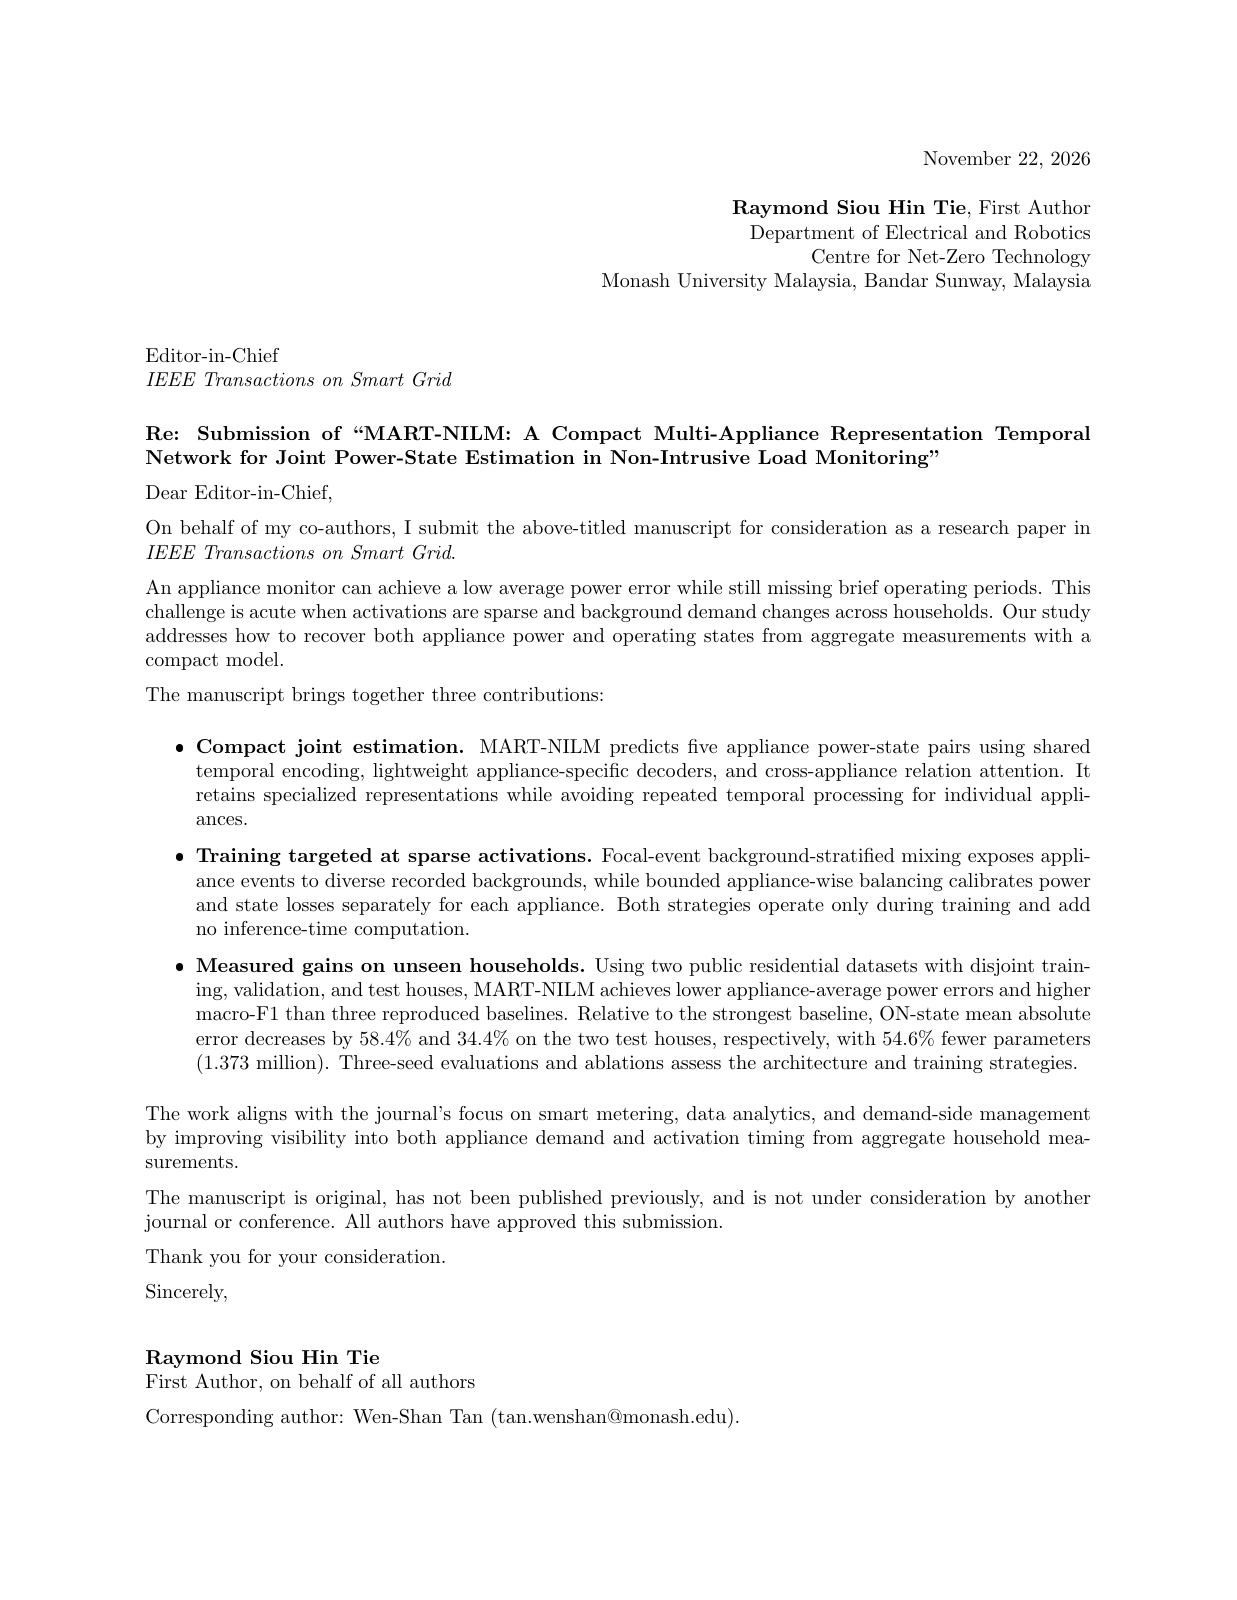 November 22, 2026
Raymond Siou Hin Tie, First Author
Department of Electrical and Robotics
Centre for Net-Zero Technology
Monash University Malaysia, Bandar Sunway, Malaysia
Editor-in-Chief
IEEE Transactions on Smart Grid
Re: Submission of “MART-NILM: A Compact Multi-Appliance Representation Temporal
Network for Joint Power-State Estimation in Non-Intrusive Load Monitoring”
Dear Editor-in-Chief,
On behalf of my co-authors, I submit the above-titled manuscript for consideration as a research paper in
IEEE Transactions on Smart Grid.
An appliance monitor can achieve a low average power error while still missing brief operating periods. This
challenge is acute when activations are sparse and background demand changes across households. Our study
addresses how to recover both appliance power and operating states from aggregate measurements with a
compact model.
The manuscript brings together three contributions:
• Compact joint estimation. MART-NILM predicts five appliance power-state pairs using shared
temporal encoding, lightweight appliance-specific decoders, and cross-appliance relation attention. It
retains specialized representations while avoiding repeated temporal processing for individual appli-
ances.
• Training targeted at sparse activations. Focal-event background-stratified mixing exposes appli-
ance events to diverse recorded backgrounds, while bounded appliance-wise balancing calibrates power
and state losses separately for each appliance. Both strategies operate only during training and add
no inference-time computation.
• Measured gains on unseen households. Using two public residential datasets with disjoint train-
ing, validation, and test houses, MART-NILM achieves lower appliance-average power errors and higher
macro-F1 than three reproduced baselines. Relative to the strongest baseline, ON-state mean absolute
error decreases by 58.4% and 34.4% on the two test houses, respectively, with 54.6% fewer parameters
(1.373 million). Three-seed evaluations and ablations assess the architecture and training strategies.
The work aligns with the journal’s focus on smart metering, data analytics, and demand-side management
by improving visibility into both appliance demand and activation timing from aggregate household mea-
surements.
The manuscript is original, has not been published previously, and is not under consideration by another
journal or conference. All authors have approved this submission.
Thank you for your consideration.
Sincerely,
Raymond Siou Hin Tie
First Author, on behalf of all authors
Corresponding author: Wen-Shan Tan (tan.wenshan@monash.edu).